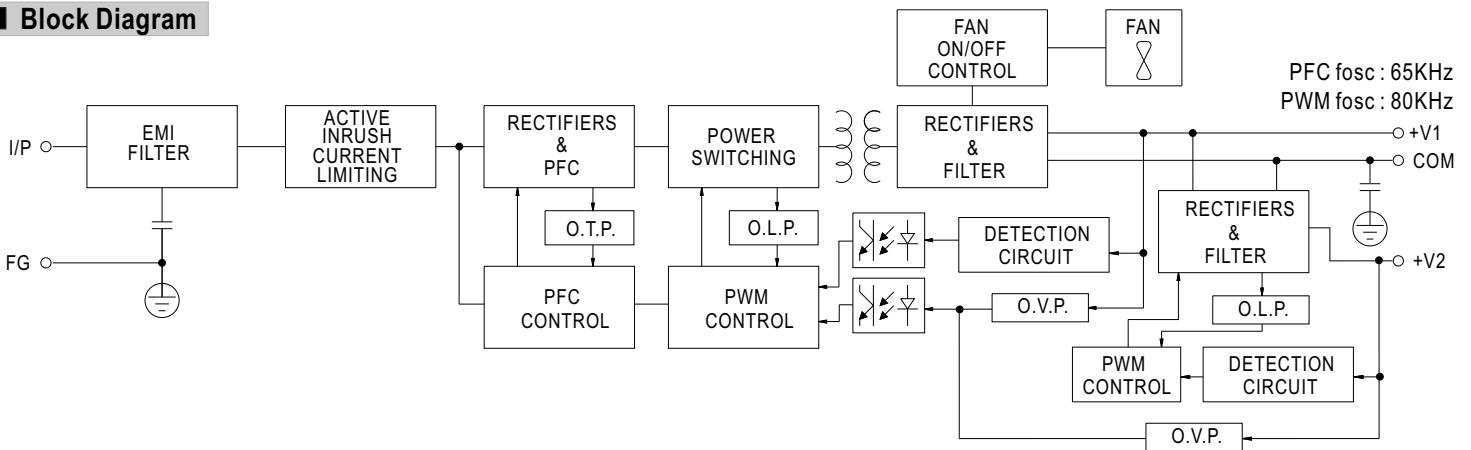 Block Diagram
FAN
ON/OFF
CONTROL
FAN
PFC fosc : 65KHz
PWM fosc : 80KHz
I/P
EMI
FILTER
ACTIVE
INRUSH
CURRENT
LIMITING
RECTIFIERS
&
PFC
POWER
SWITCHING
RECTIFIERS
&
FILTER
+V1
COM
O.T.P.
O.L.P.
DETECTION
CIRCUIT
RECTIFIERS
&
FILTER
FG
+V2
PFC
CONTROL
PWM
CONTROL
O.V.P.
O.L.P.
PWM
CONTROL
DETECTION
CIRCUIT
O.V.P.